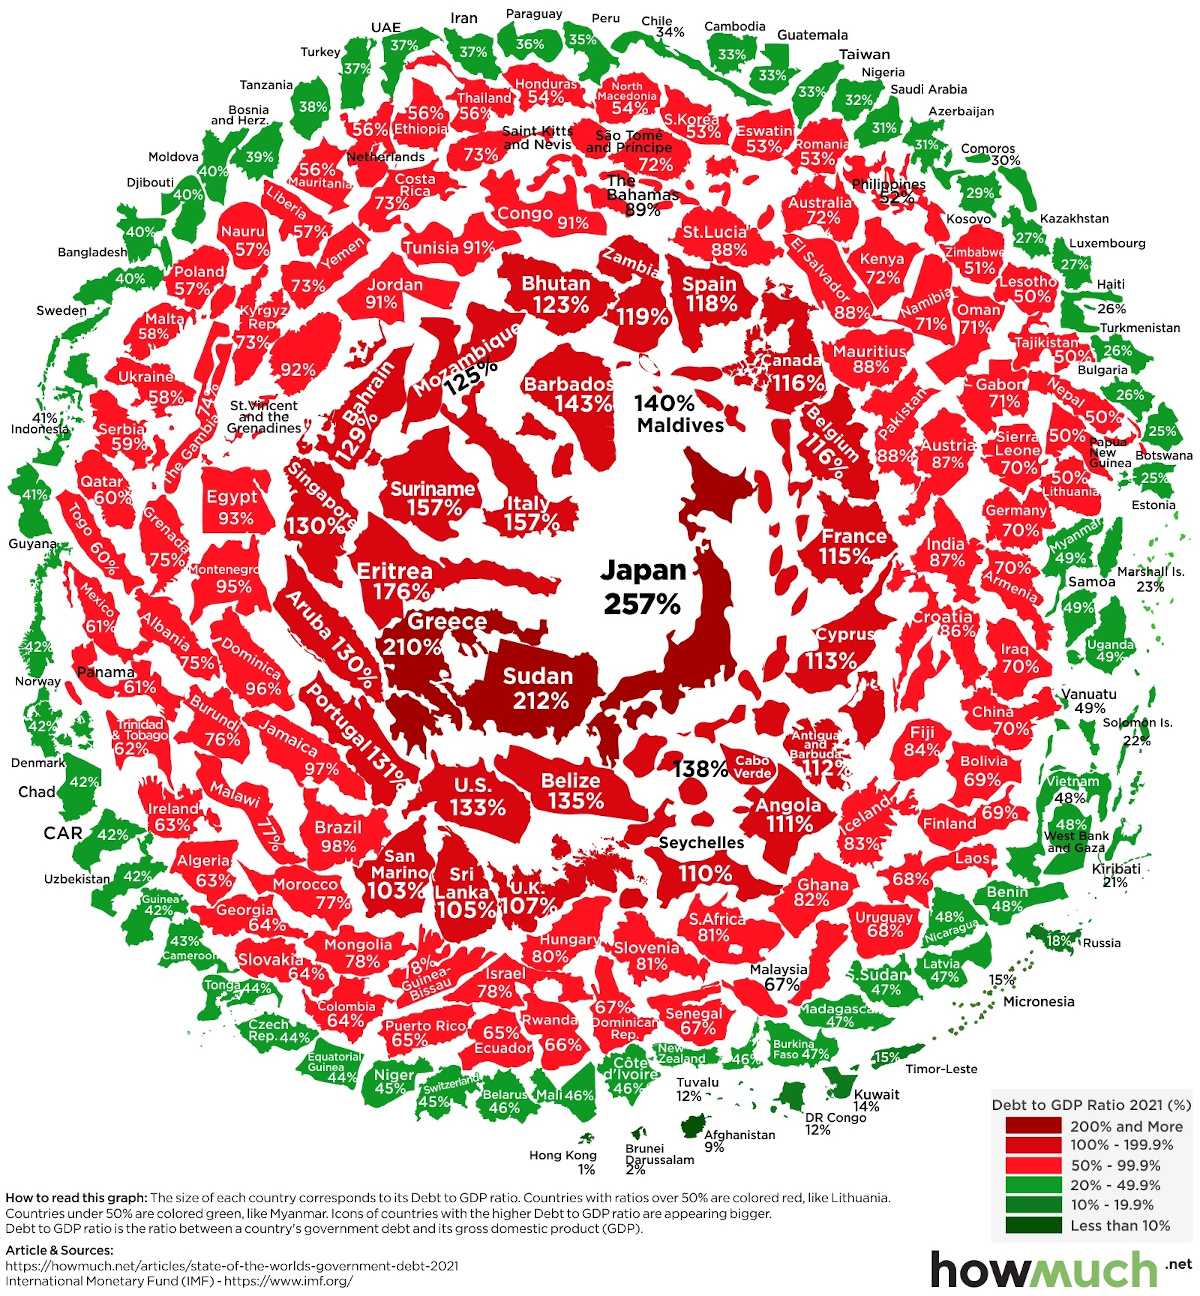 UAE
37%
Iran
37%
Paraguay
36%
Peru
35%
Chile
34%
Cambodia
33%
Guatemala
33%
Taiwan
33%
Nigeria
32%
Saudi Arabia
31%
Azerbaijan
31%
Comoros
30%
Kosovo
29%
Kazakhstan
27%
Luxembourg
27%
Haiti
26%
Turkmenistan
26%
Bulgaria
26%
Botswana
25%
Estonia
25%
Marshall Is.
23%
Solomon Is.
22%
Kiribati
21%
Russia
18%
Micronesia
15%
Timor-Leste
15%
Kuwait
14%
DR Congo
12%
Tuvalu
12%
Afghanistan
9%
Brunei
Darussalam
2%
Hong Kong
1%
Turkey
37%
Tanzania
38%
Bosnia
and Herz.
39%
Moldova
40%
Djibouti
40%
Bangladesh
40%
40%
Sweden
41%
Indonesia
41%
Guyana
42%
Norway
42%
Denmark
Chad
42%
CAR
42%
Uzbekistan
42%
Guinea
42%
43%
Cameroon
Tonga
44%
Czech
Rep. 44%
Equatorial
Guinea
44%
Niger
45%
Switzerland
45%
Belarus
46%
Mali 46%
Côte
d'Ivoire
46%
New
Zealand
46%
Burkina
Faso 47%
Madagascar
47%
S.Sudan
47%
Latvia
47%
48%
Nicaragua
Benin
48%
48%
West Bank
and Gaza
Vietnam
48%
Vanuatu
49%
Uganda
49%
Samoa
49%
Myanmar
49%
56%
Netherlands
56%
Ethiopia
Thailand
56%
Honduras
54%
North
Macedonia
54%
S.Korea
53%
Eswatini
53%
Romania
53%
Philippines
52%
Zimbabwe
51%
Lesotho
50%
Tajikistan
50%
Nepal
50%
50%
Papua
New
Guinea
50%
Lithuania
56%
Mauritania
Liberia
57%
Nauru
57%
Poland
57%
Malta
58%
Ukraine
58%
Serbia
59%
Qatar
60%
Togo 60%
Mexico
61%
Panama
61%
Trinidad
& Tobago
62%
Ireland
63%
Algeria
63%
Georgia
64%
Slovakia
64%
Colombia
64%
Puerto Rico
65%
65%
Ecuador
Rwanda
66%
67%
Dominican
Rep.
Senegal
67%
Malaysia
67%
Uruguay
68%
68%
Laos
Finland
69%
Bolivia
69%
China
70%
Iraq
70%
70%
Armenia
Germany
70%
Sierra
Leone
70%
Gabon
71%
Oman
71%
Namibia
71%
Kenya
72%
Australia
72%
São Tomé
and Príncipe
72%
Saint Kitts
and Nevis
73%
Costa
Rica
73%
Yemen
73%
Kyrgyz
Rep.
73%
The Gambia 74%
Grenada
75%
Albania
75%
Burundi
76%
Malawi
77%
Morocco
77%
Mongolia
78%
78%
Guinea-
Bissau
Israel
78%
Hungary
80%
Slovenia
81%
S.Africa
81%
Ghana
82%
Iceland
83%
Fiji
84%
Croatia
86%
India
87%
Austria
87%
Pakistan
88%
Mauritius
88%
El Salvador
88%
St.Lucia
88%
The
Bahamas
89%
Congo
91%
Tunisia 91%
Jordan
91%
92%
St.Vincent
and the
Grenadines
Egypt
93%
Montenegro
95%
Dominica
96%
Jamaica
97%
Brazil
98%
San
Marino
103%
Sri
Lanka
105%
U.K.
107%
Seychelles
110%
Angola
111%
Antigua
and
Barbuda
112%
Cyprus
113%
France
115%
Belgium
116%
Canada
116%
Spain
118%
Zambia
119%
Bhutan
123%
Mozambique
125%
Bahrain
129%
Singapore
130%
Aruba 130%
Portugal 131%
U.S.
133%
Belize
135%
138%
Cabo
Verde
140%
Maldives
Barbados
143%
Italy
157%
Suriname
157%
Eritrea
176%
Greece
210%
Sudan
212%
Japan
257%
Debt to GDP Ratio 2021 (%)
200% and More
100% - 199.9%
50% - 99.9%
20% - 49.9%
10% - 19.9%
Less than 10%
How to read this graph: The size of each country corresponds to its Debt to GDP ratio. Countries with ratios over 50% are colored red, like Lithuania.
Countries under 50% are colored green, like Myanmar. Icons of countries with the higher Debt to GDP ratio are appearing bigger.
Debt to GDP ratio is the ratio between a country's government debt and its gross domestic product (GDP).
Article & Sources:
https://howmuch.net/articles/state-of-the-worlds-government-debt-2021
International Monetary Fund (IMF) - https://www.imf.org/
howmuch.net